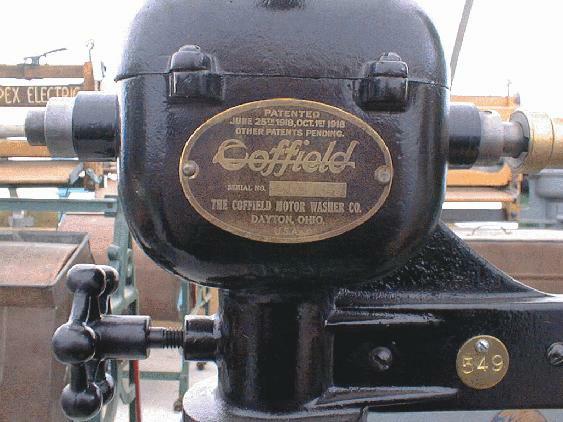 PEX ELECTRI
PATENTED
JUNE 25TH 1918, OCT. 1ST 1918
OTHER PATENTS PENDING.
Coffield
SERIAL NO.
THE COFFIELD MOTOR WASHER CO.
DAYTON, OHIO.
U.S.A.
549